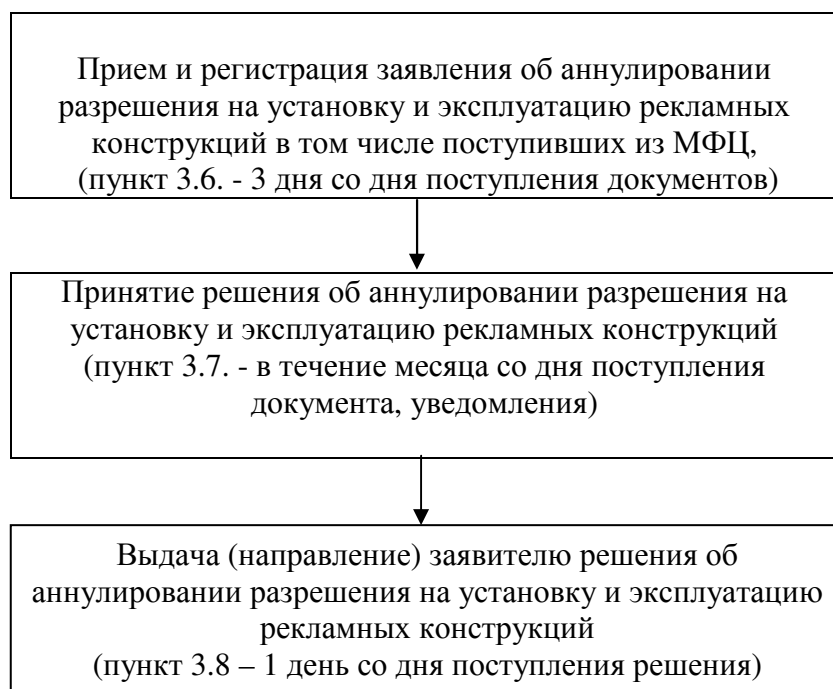 Прием и регистрация заявления об аннулировании
разрешения на установку и эксплуатацию рекламных
конструкций в том числе поступивших из МФЦ,
(пункт 3.6. - 3 дня со дня поступления документов)
Принятие решения об аннулировании разрешения на
установку и эксплуатацию рекламных конструкций
(пункт 3.7. - в течение месяца со дня поступления
документа, уведомления)
Выдача (направление) заявителю решения об
аннулировании разрешения на установку и эксплуатацию
рекламных конструкций
(пункт 3.8 – 1 день со дня поступления решения)